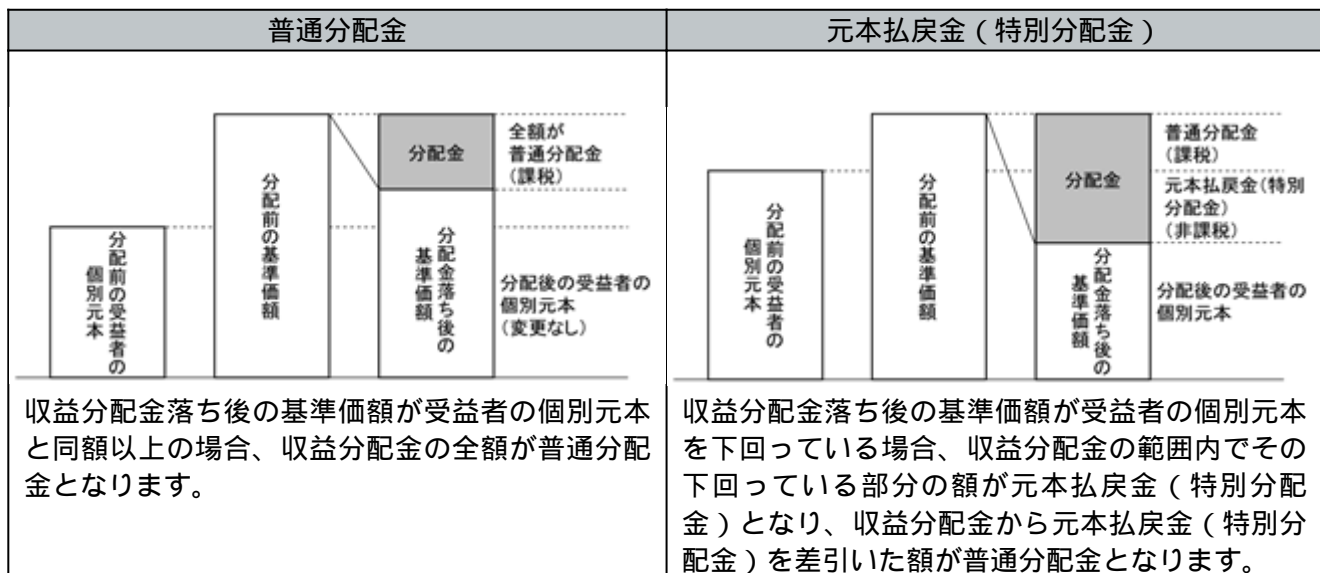 普通分配金
分配前の受益者の
個別元本
分配前の基準価額
分配金
分配金落ち後の
基準価額
全額が
普通分配金
(課税)
分配後の受益者の
個別元本
(変更なし)
収益分配金落ち後の基準価額が受益者の個別元本
と同額以上の場合、収益分配金の全額が普通分配
金となります。
元本払戻金(特別分配金)
分配前の受益者の
個別元本
分配前の基準価額
分配金
分配金落ち後の
基準価額
普通分配金
(課税)
元本払戻金(特別
分配金)
(非課税)
分配後の受益者の
個別元本
収益分配金落ち後の基準価額が受益者の個別元本
を下回っている場合、収益分配金の範囲内でその
下回っている部分の額が元本払戻金(特別分配
金)となり、収益分配金から元本払戻金(特別分
配金)を差引いた額が普通分配金となります。